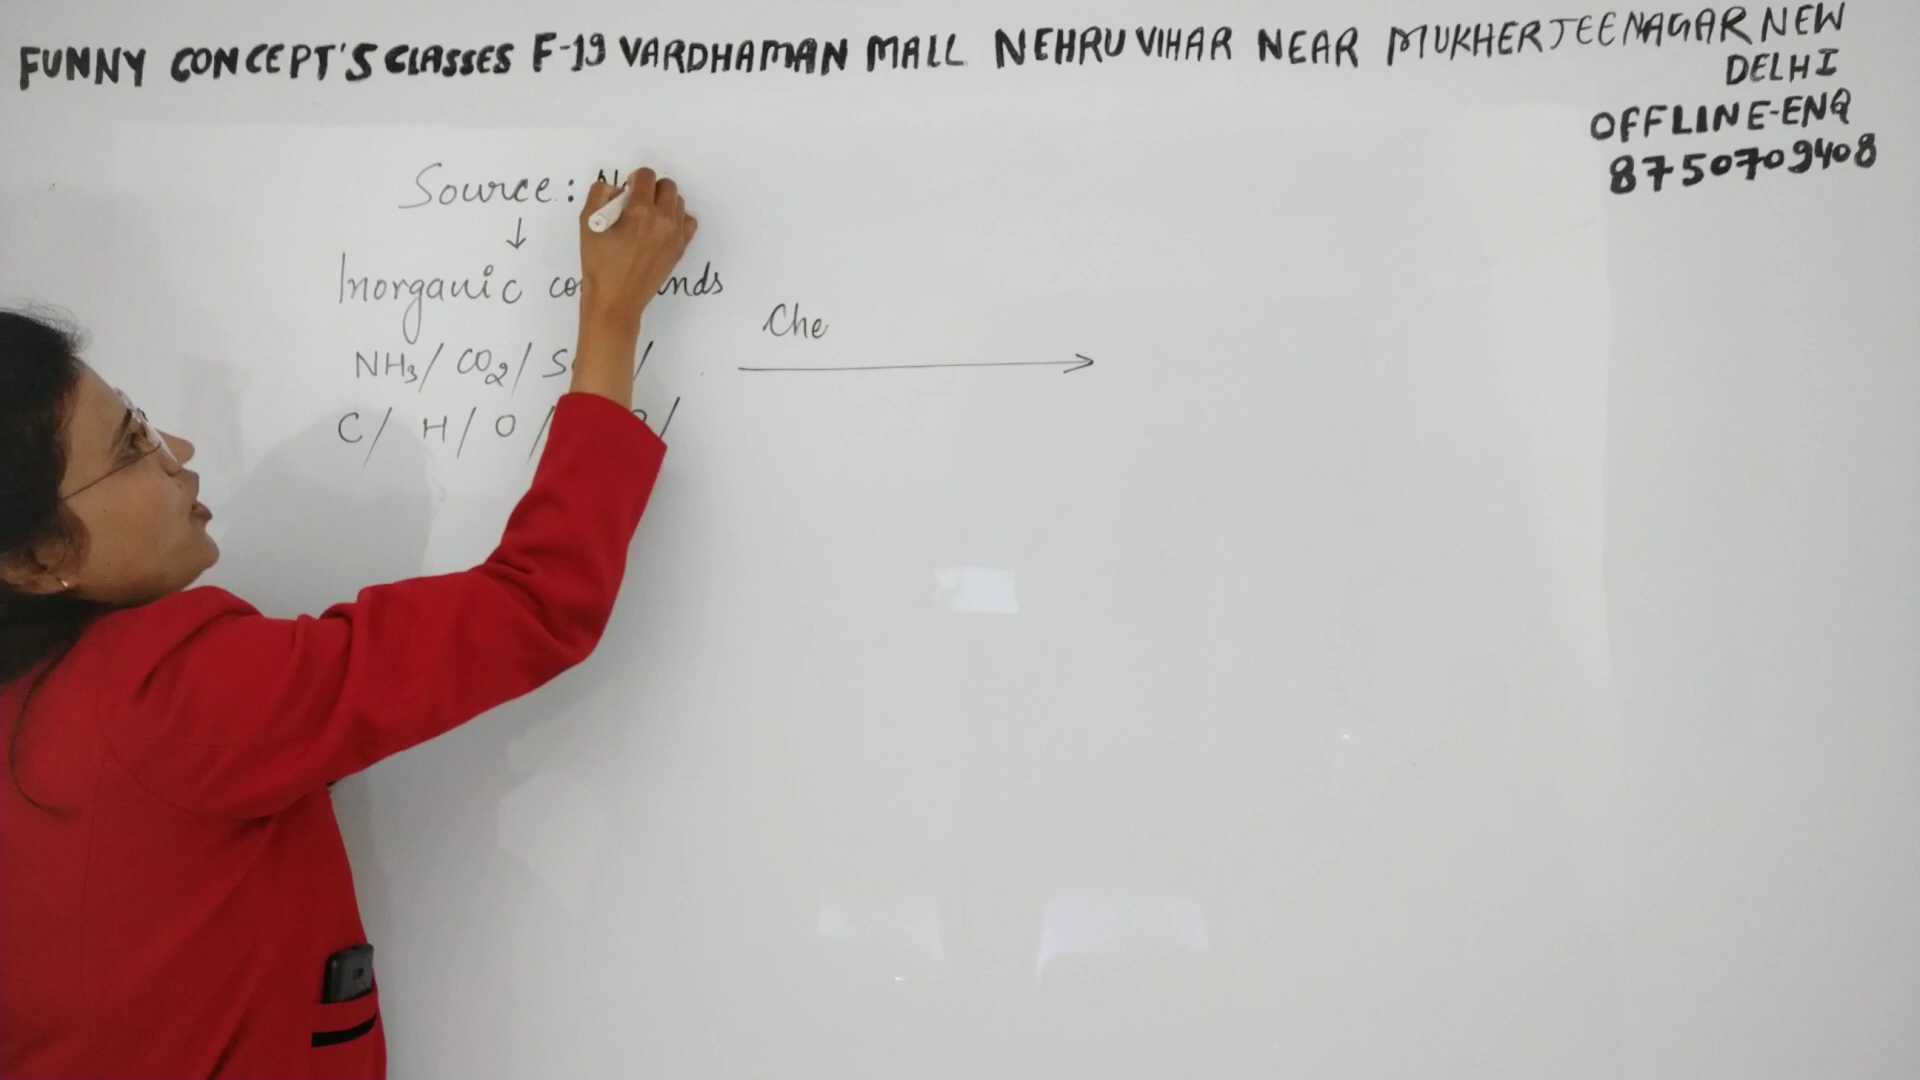 FUNNY CONCEPT'S CLASSES F-19 VARDHAMAN MALL NEHRU VIHAR NEAR MUKHERJEE NAGAR NEW
DELHI
OFFLINE-ENQ
8750709408
Source:
↓
Inorganic
Che
NH₃/ CO₂/
C/ H/ O/